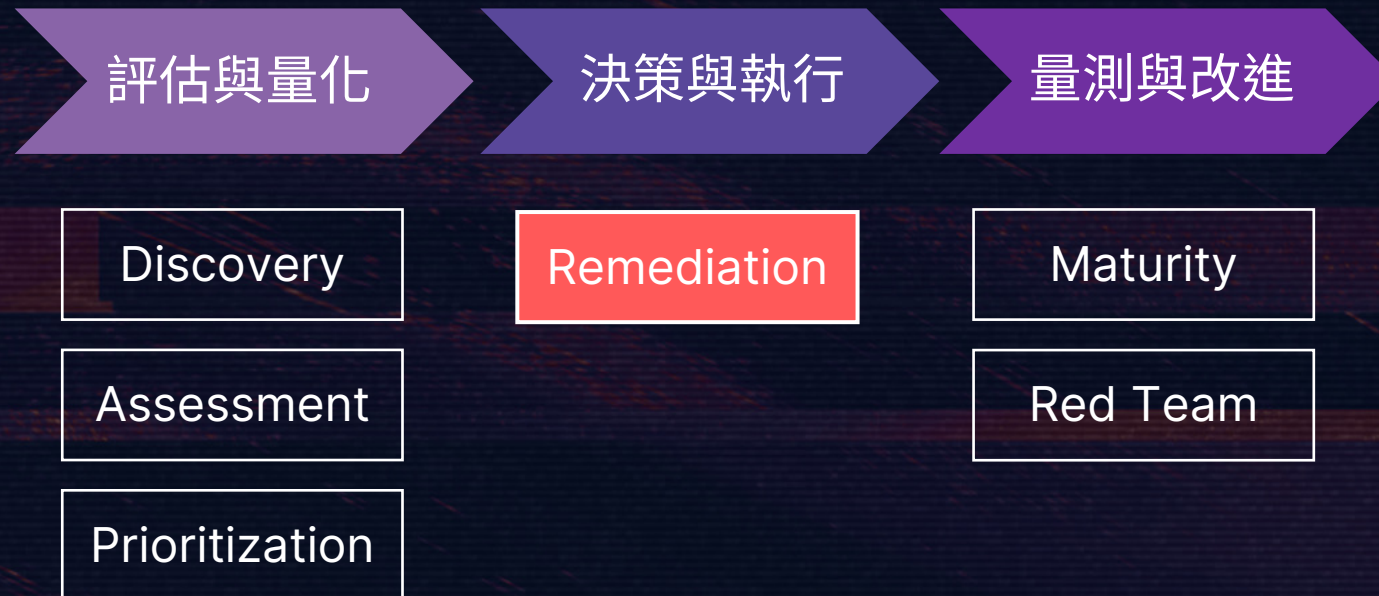 評估與量化
決策與執行
量測與改進
Discovery
Remediation
Maturity
Assessment
Red Team
Prioritization